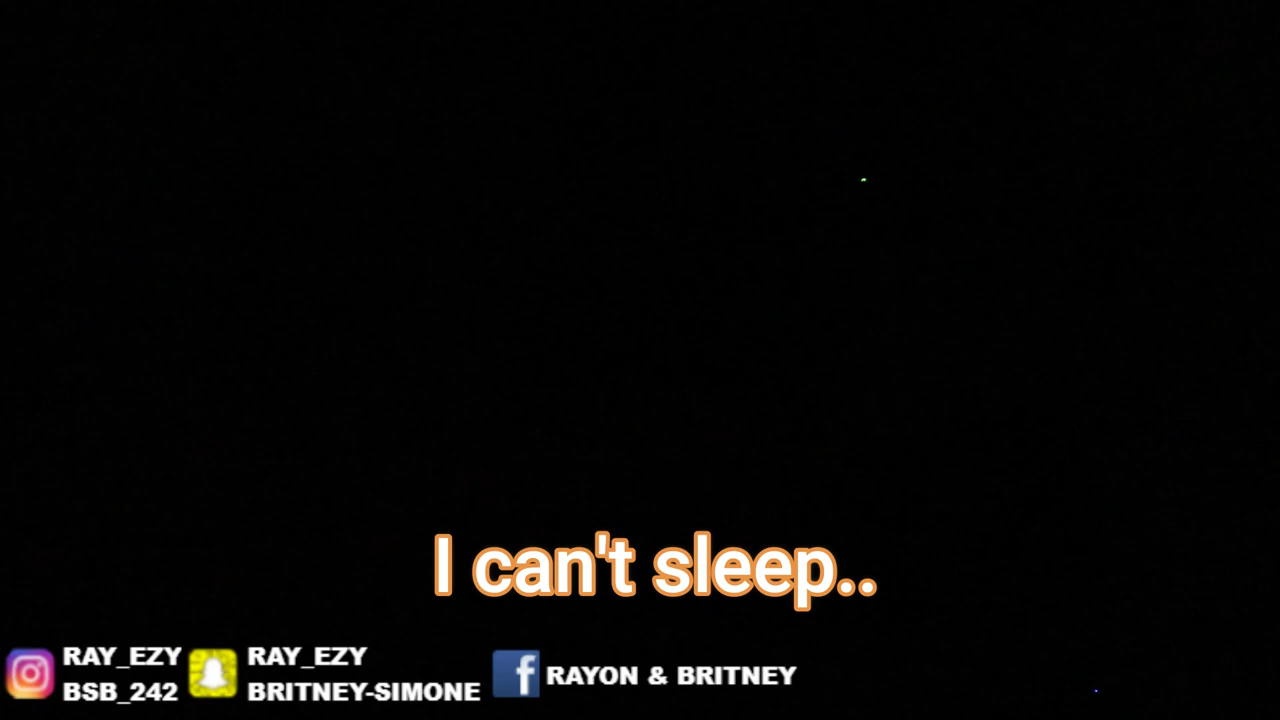 I can't sleep..
RAY_EZY
BSB_242
RAY_EZY
BRITNEY-SIMONE
RAYON & BRITNEY